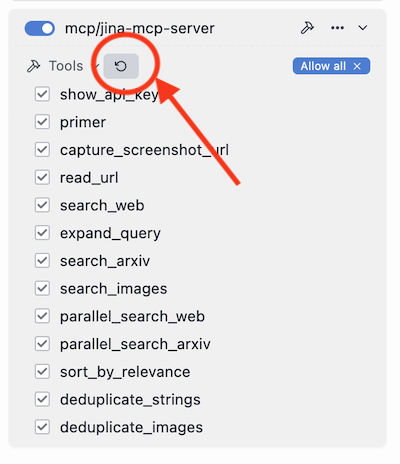 mcp/jina-mcp-server
Tools
Allow all ×
show_api_key
primer
capture_screenshot_url
read_url
search_web
expand_query
search_arxiv
search_images
parallel_search_web
parallel_search_arxiv
sort_by_relevance
deduplicate_strings
deduplicate_images